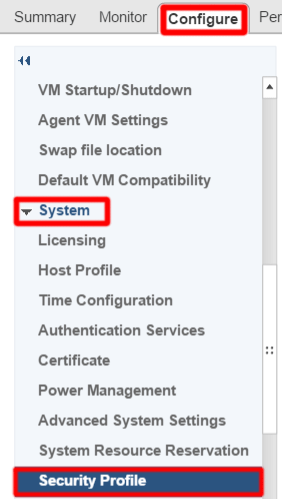 Summary Monitor Configure Per
VM Startup/Shutdown
Agent VM Settings
Swap file location
Default VM Compatibility
System
Licensing
Host Profile
Time Configuration
Authentication Services
Certificate
Power Management
Advanced System Settings
System Resource Reservation
Security Profile